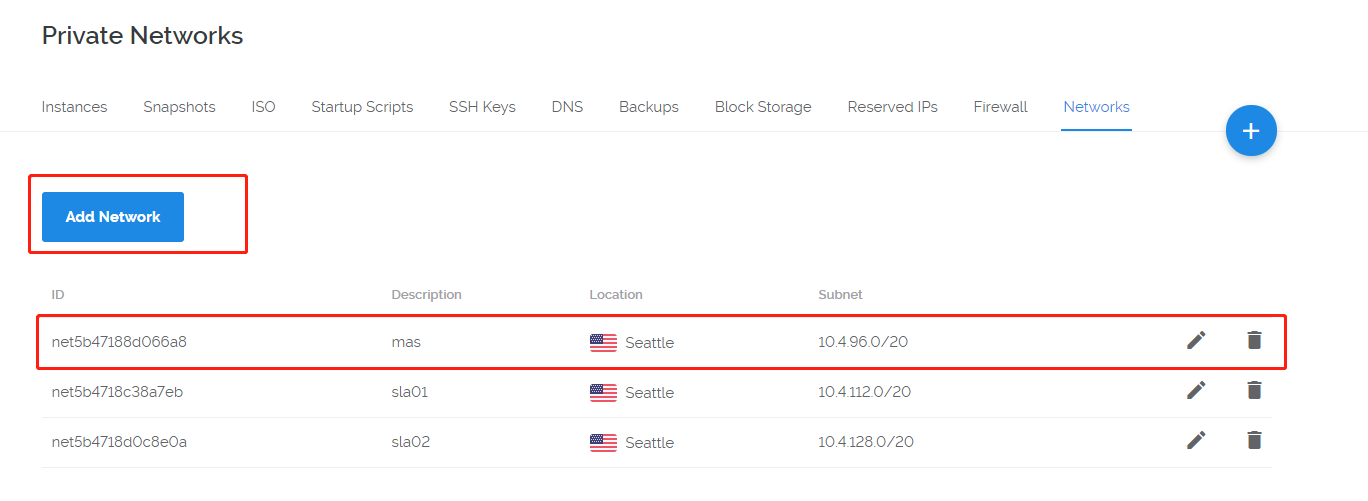 Private Networks
Instances Snapshots ISO Startup Scripts SSH Keys DNS Backups Block Storage Reserved IPs Firewall Networks
+
Add Network
ID Description Location Subnet
net5b47188d066a8 mas Seattle 10.4.96.0/20
net5b4718c38a7eb sla01 Seattle 10.4.112.0/20
net5b4718d0c8e0a sla02 Seattle 10.4.128.0/20